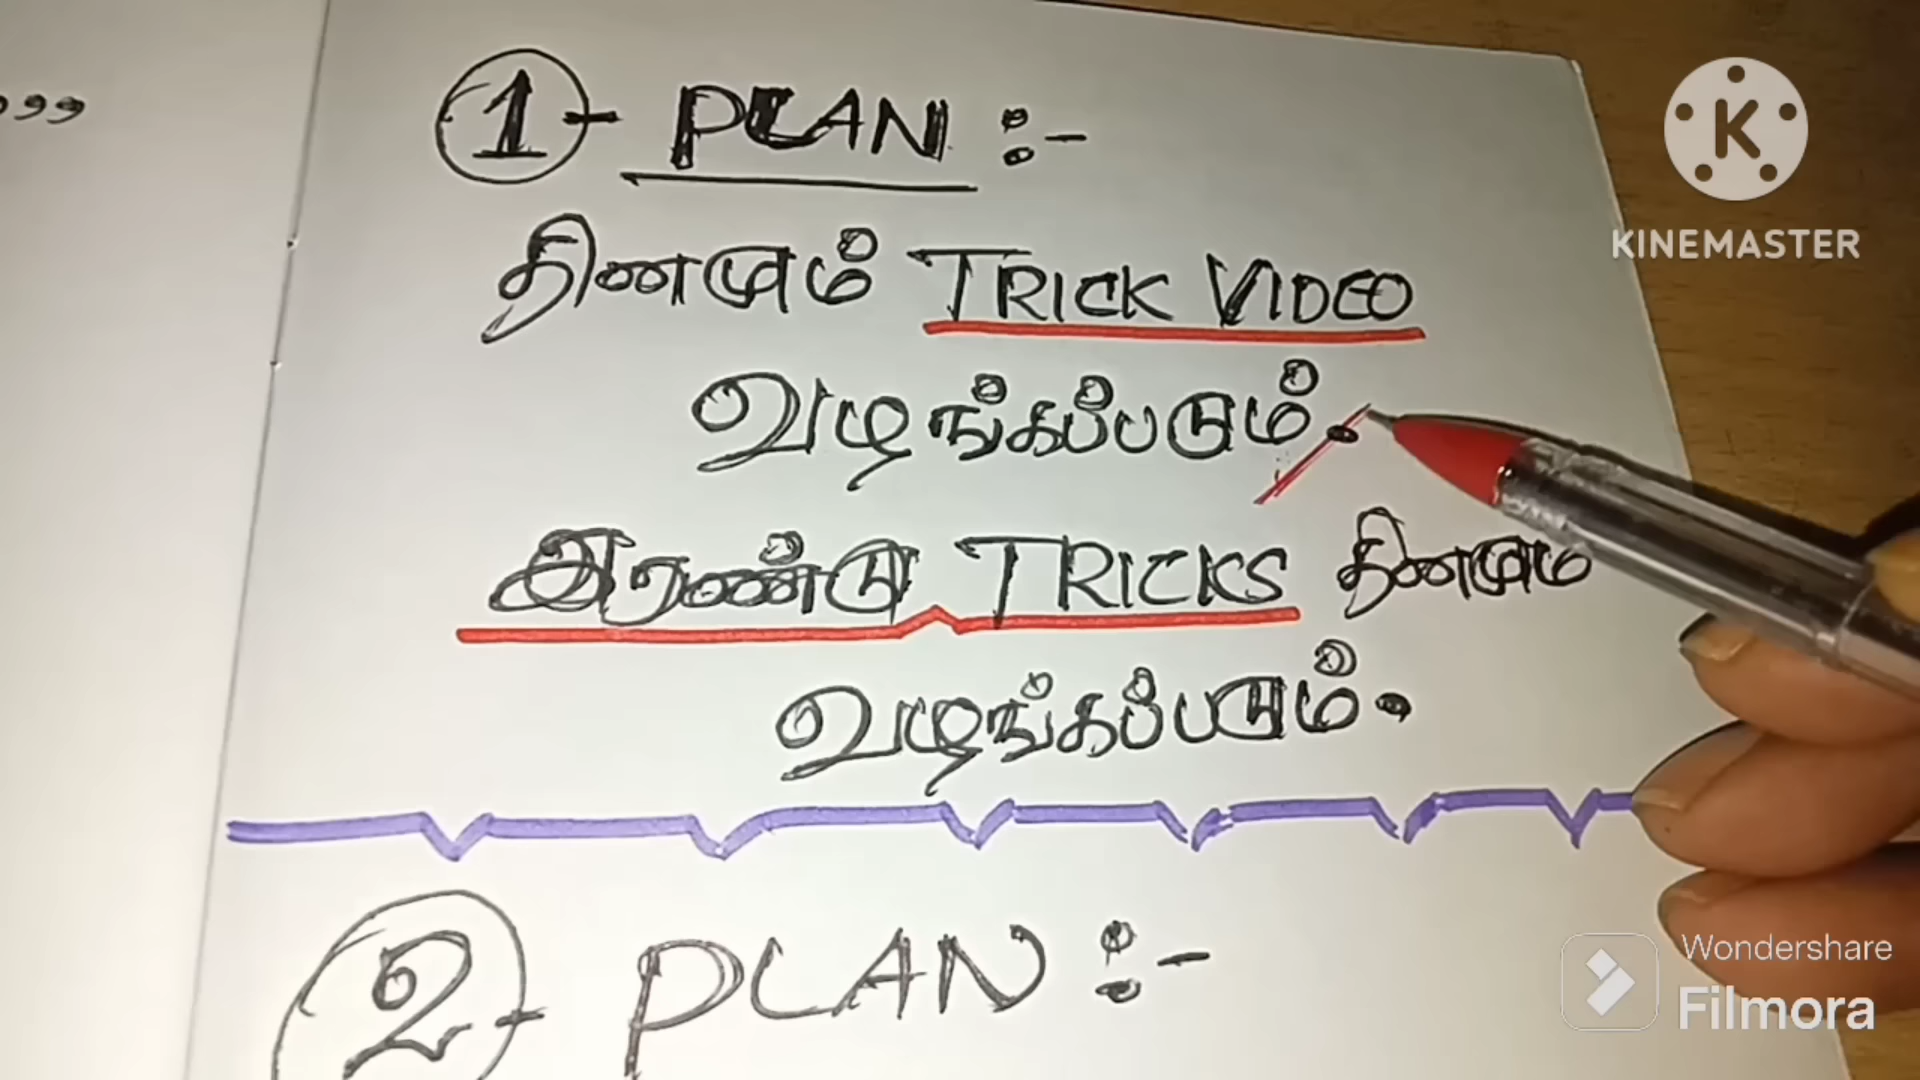 1 - PLAN :-
தினமும் TRICK VIDEO
வழங்கப்படும்.
இரண்டு TRICKS தினமும்
வழங்கப்படும்.
2 - PLAN :-
K
KINEMASTER
Wondershare
Filmora